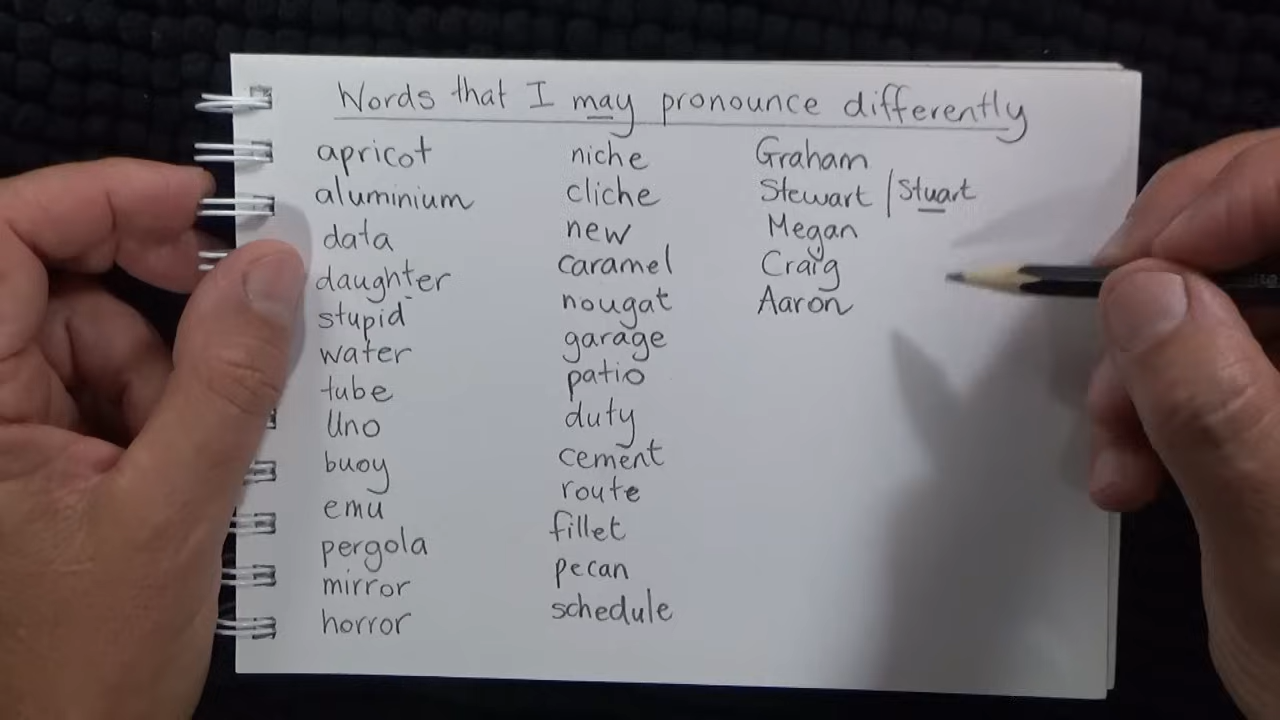 Words that I may pronounce differently
apricot
aluminium
data
daughter
stupid
water
tube
Uno
buoy
emu
pergola
mirror
horror
niche
cliche
new
caramel
nougat
garage
patio
duty
cement
route
fillet
pecan
schedule
Graham
Stewart / Stuart
Megan
Craig
Aaron